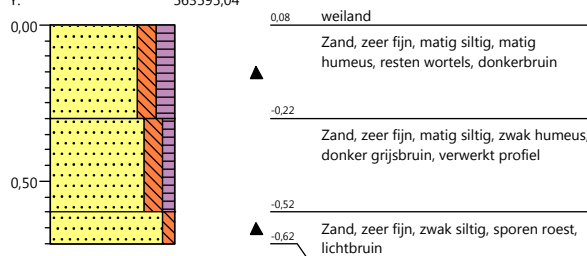 Y: 563595,04
0,00
0,08 weiland
Zand, zeer fijn, matig siltig, matig
humeus, resten wortels, donkerbruin
-0,22
Zand, zeer fijn, matig siltig, zwak humeus,
donker grijsbruin, verwerkt profiel
0,50
-0,52
Zand, zeer fijn, zwak siltig, sporen roest,
lichtbruin
-0,62